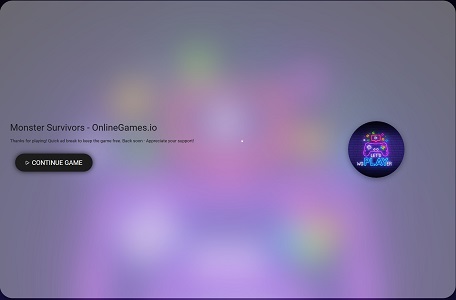 Monster Survivors - OnlineGames.io
Thanks for playing! Quick ad break to keep the game free. Back soon - Appreciate your support!
▷ CONTINUE GAME
LET'S
PLAY